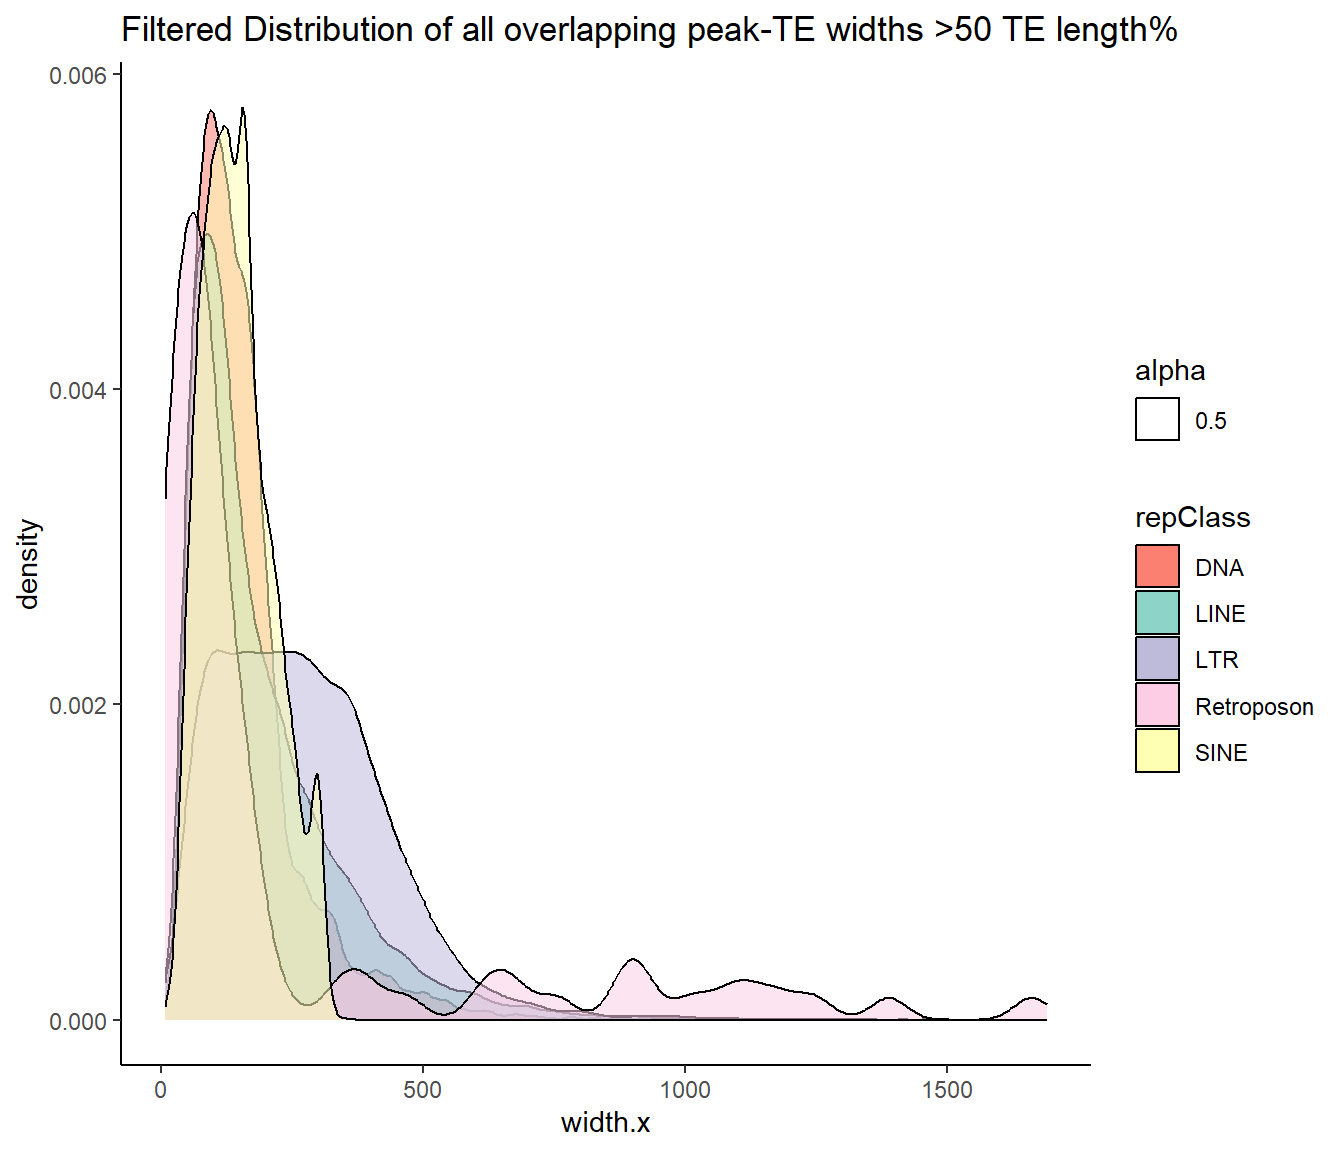 Filtered Distribution of all overlapping peak-TE widths >50 TE length%
0.006
0.004
0.002
0.000
density
0
500
1000
1500
width.x
alpha
0.5
repClass
DNA
LINE
LTR
Retroposon
SINE